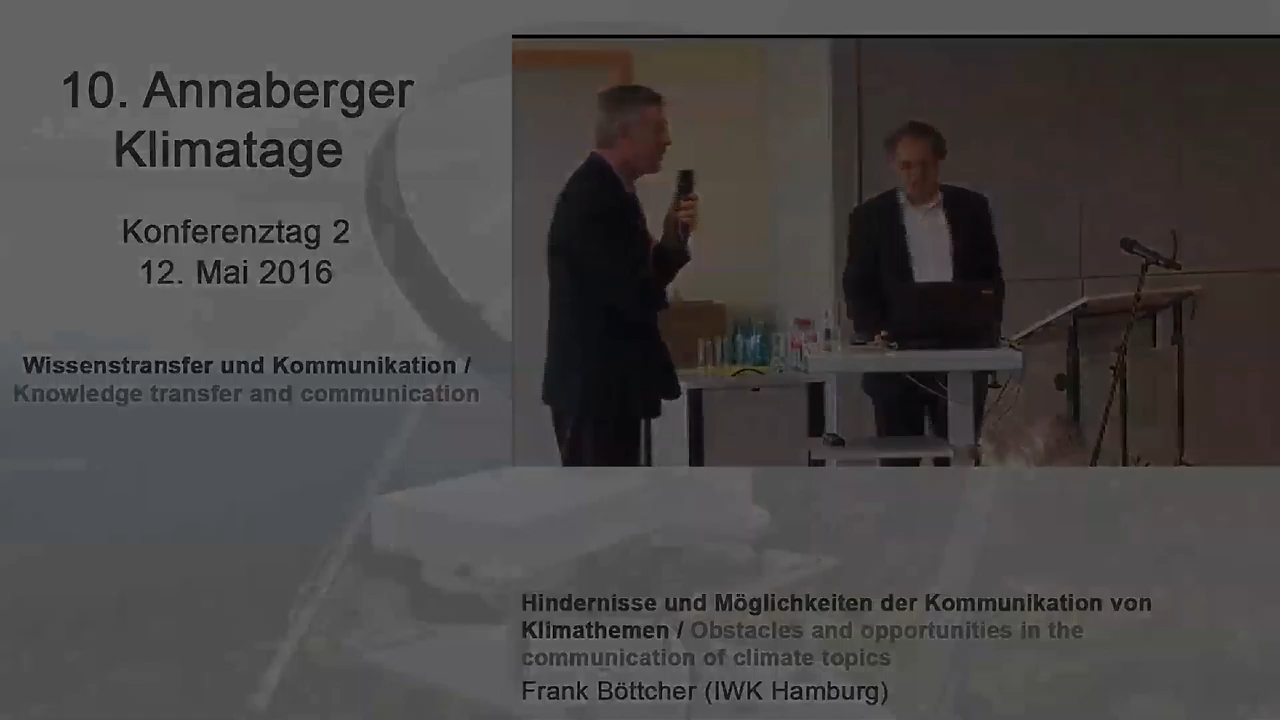 10. Annaberger
Klimatage
Konferenztag 2
12. Mai 2016
Wissenstransfer und Kommunikation /
Knowledge transfer and communication
Hindernisse und Möglichkeiten der Kommunikation von
Klimathemen / Obstacles and opportunities in the
communication of climate topics
Frank Böttcher (IWK Hamburg)